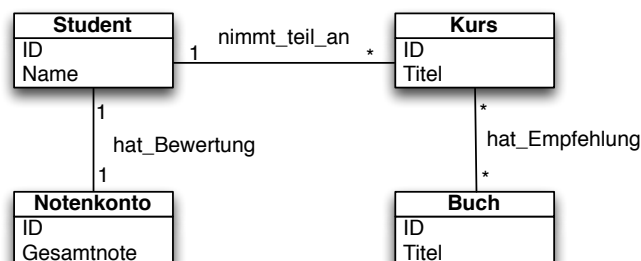 Student
ID
Name
1
nimmt_teil_an
*
Kurs
ID
Titel
1
hat_Bewertung
1
*
hat_Empfehlung
*
Notenkonto
ID
Gesamtnote
Buch
ID
Titel